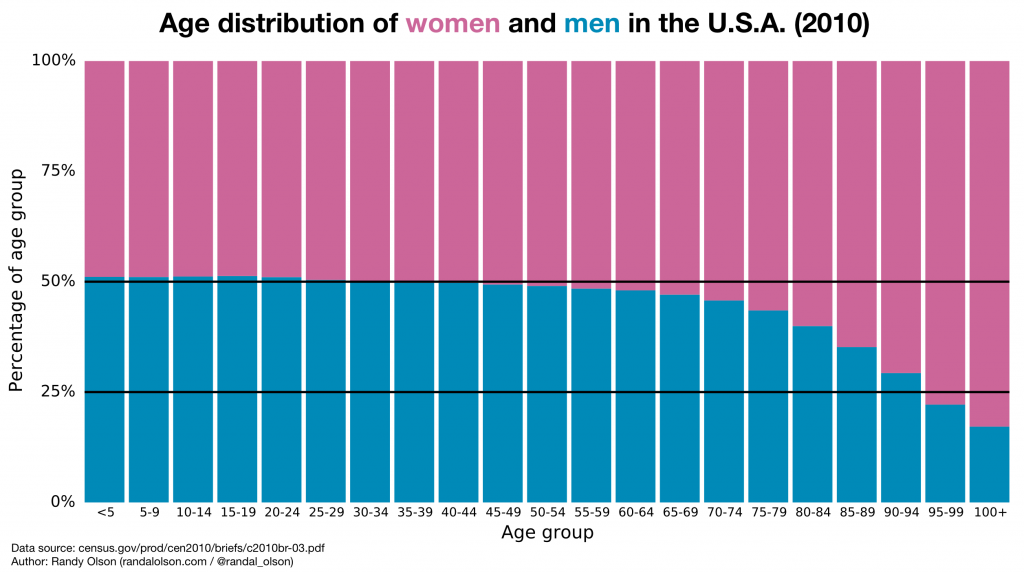 Age distribution of women and men in the U.S.A. (2010)
100%
75%
50%
25%
0%
Percentage of age group
<5 5-9 10-14 15-19 20-24 25-29 30-34 35-39 40-44 45-49 50-54 55-59 60-64 65-69 70-74 75-79 80-84 85-89 90-94 95-99 100+
Age group
Data source: census.gov/prod/cen2010/briefs/c2010br-03.pdf
Author: Randy Olson (randalolson.com / @randal_olson)